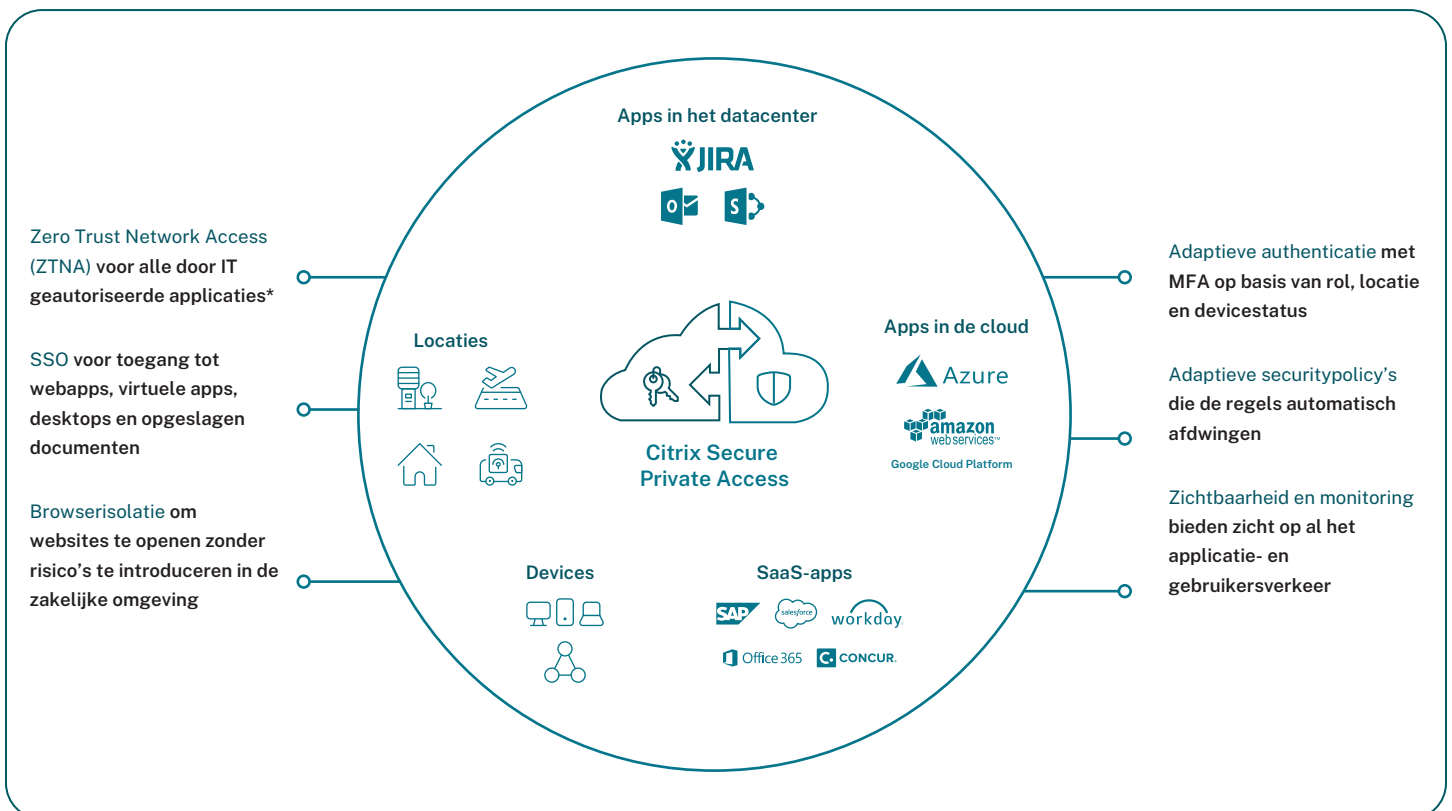 Apps in het datacenter
JIRA
O
S
Zero Trust Network Access
(ZTNA) voor alle door IT
geautoriseerde applicaties*
SSO voor toegang tot
webapps, virtuele apps,
desktops en opgeslagen
documenten
Browserisolatie om
websites te openen zonder
risico’s te introduceren in de
zakelijke omgeving
Locaties
Citrix Secure
Private Access
Apps in de cloud
Azure
amazon
web services™
Google Cloud Platform
Devices
SaaS-apps
SAP
salesforce
workday.
Office 365
C. CONCUR.
Adaptieve authenticatie met
MFA op basis van rol, locatie
en devicestatus
Adaptieve securitypolicy’s
die de regels automatisch
afdwingen
Zichtbaarheid en monitoring
bieden zicht op al het
applicatie- en
gebruikersverkeer